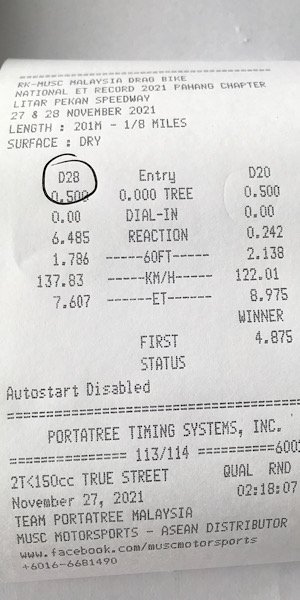 RK-MUSC MALAYSIA DRAG BIKE
NATIONAL ET RECORD 2021 PAHANG CHAPTER
LITAR PEKAN SPEEDWAY
27 & 28 NOVEMBER 2021
LENGTH : 201M - 1/8 MILES
SURFACE : DRY
D28 Entry D20
0.500 0.000 TREE 0.500
0.00 DIAL-IN 0.00
6.485 REACTION 0.242
1.786 -----60FT----- 2.138
137.83 -----KM/H----- 122.01
7.607 ------ET------ 8.975
WINNER
FIRST 4.875
STATUS
Autostart Disabled
PORTATREE TIMING SYSTEMS, INC.
=============== 113/114 ==========600
2T<150cc TRUE STREET QUAL RND
November 27, 2021 02:18:07
TEAM PORTATREE MALAYSIA
MUSC MOTORSPORTS - ASEAN DISTRIBUTOR
www.facebook.com/muscmotorsports
+6016-6681490